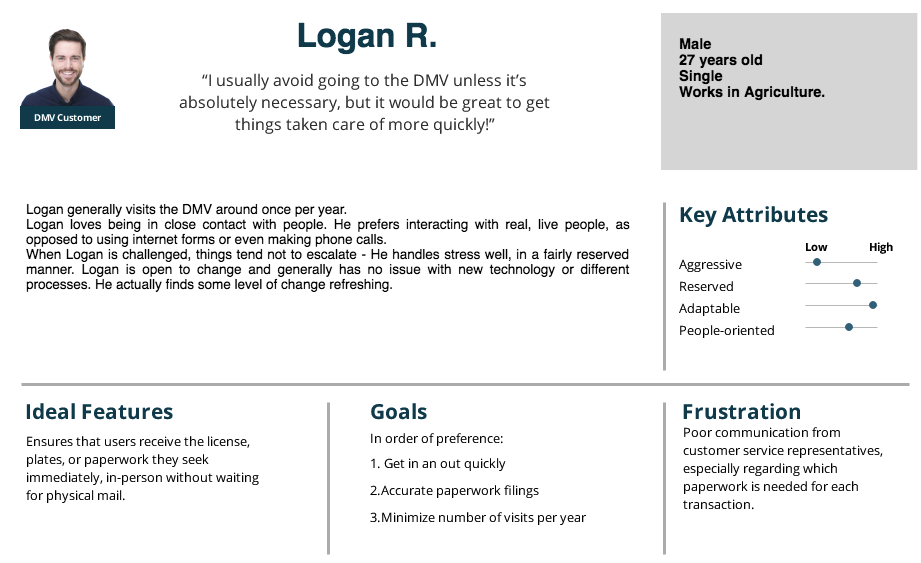 Logan R.
“I usually avoid going to the DMV unless it’s
absolutely necessary, but it would be great to get
things taken care of more quickly!”
DMV Customer
Male
27 years old
Single
Works in Agriculture.
Logan generally visits the DMV around once per year.
Logan loves being in close contact with people. He prefers interacting with real, live people, as
opposed to using internet forms or even making phone calls.
When Logan is challenged, things tend not to escalate - He handles stress well, in a fairly reserved
manner. Logan is open to change and generally has no issue with new technology or different
processes. He actually finds some level of change refreshing.
Key Attributes
Low High
Aggressive
Reserved
Adaptable
People-oriented
Ideal Features
Ensures that users receive the license,
plates, or paperwork they seek
immediately, in-person without waiting
for physical mail.
Goals
In order of preference:
1. Get in an out quickly
2.Accurate paperwork filings
3.Minimize number of visits per year
Frustration
Poor communication from
customer service representatives,
especially regarding which
paperwork is needed for each
transaction.